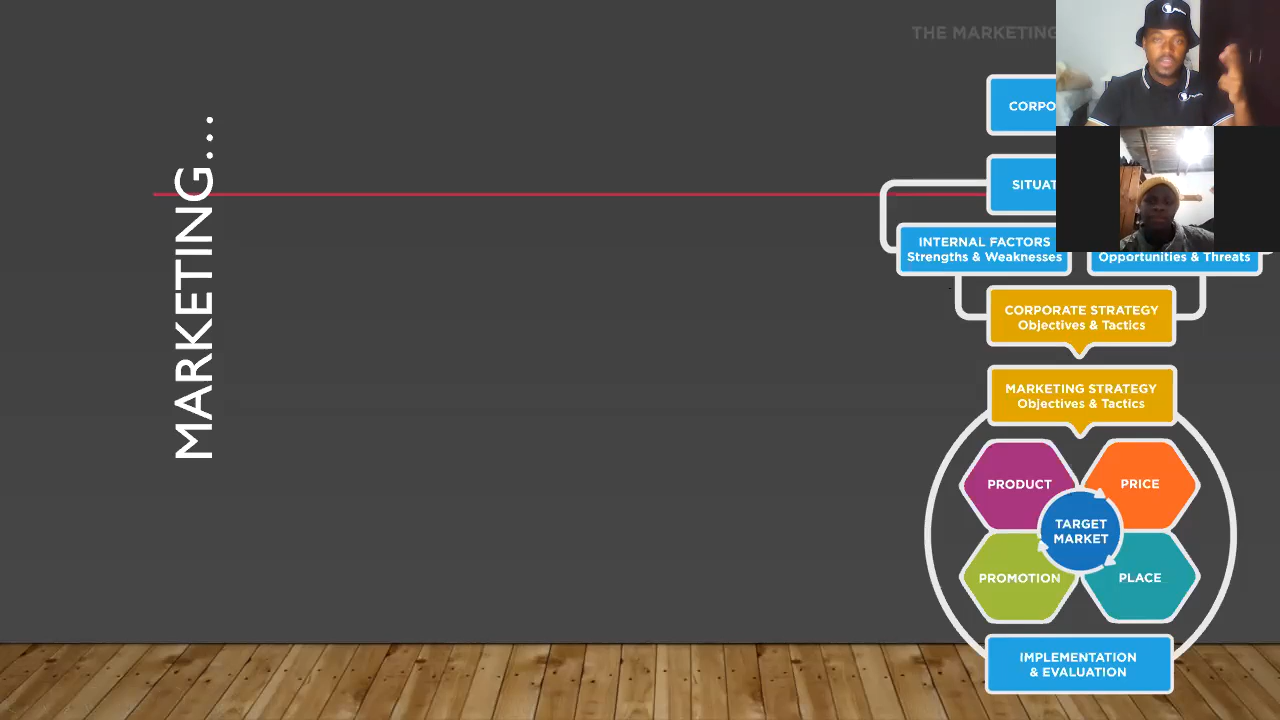 MARKETING...
THE MARKETING
CORPO
SITUAT
INTERNAL FACTORS
Strengths & Weaknesses
Opportunities & Threats
CORPORATE STRATEGY
Objectives & Tactics
MARKETING STRATEGY
Objectives & Tactics
PRODUCT
PRICE
TARGET
MARKET
PROMOTION
PLACE
IMPLEMENTATION
& EVALUATION